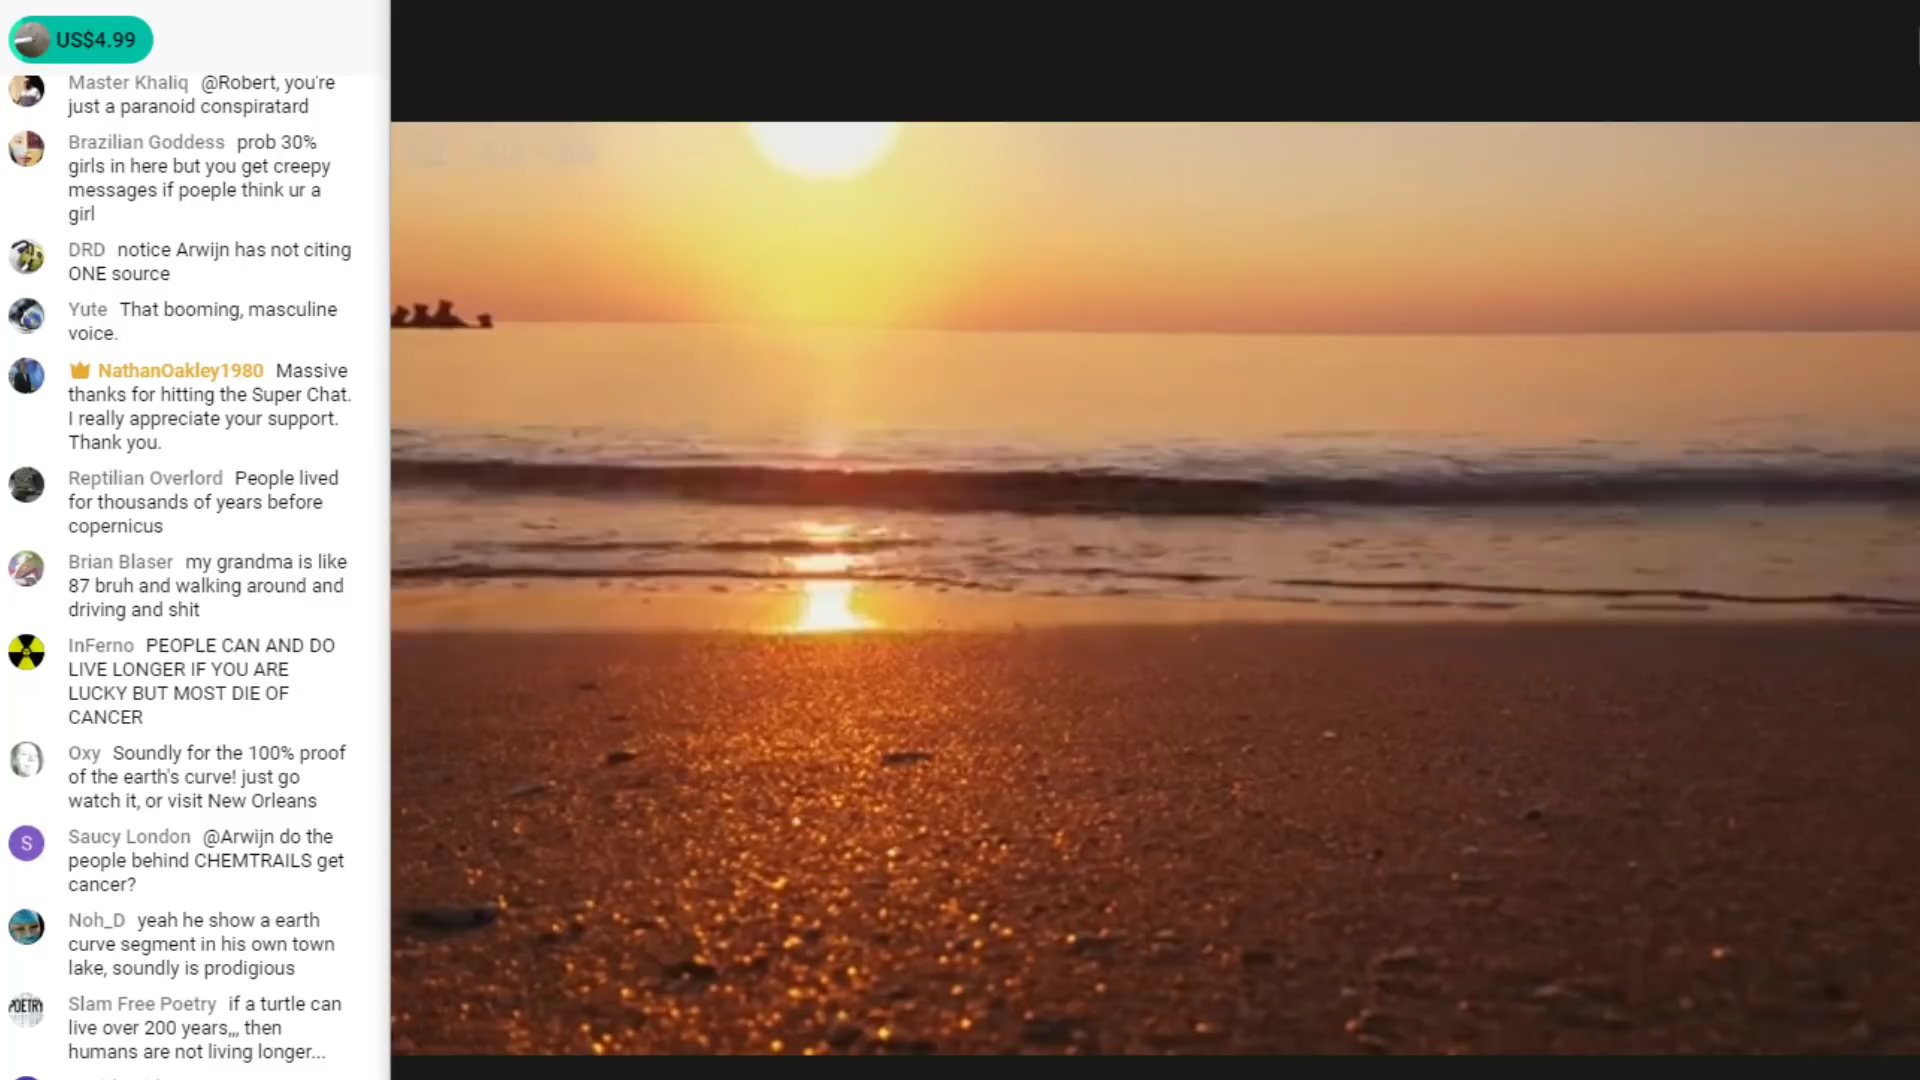 US$4.99
Master Khaliq @Robert, you're
just a paranoid conspiratard
Brazilian Goddess prob 30%
girls in here but you get creepy
messages if poeple think ur a
girl
DRD notice Arwijn has not citing
ONE source
Yute That booming, masculine
voice.
NathanOakley1980 Massive
thanks for hitting the Super Chat.
I really appreciate your support.
Thank you.
Reptilian Overlord People lived
for thousands of years before
copernicus
Brian Blaser my grandma is like
87 bruh and walking around and
driving and shit
InFerno PEOPLE CAN AND DO
LIVE LONGER IF YOU ARE
LUCKY BUT MOST DIE OF
CANCER
Oxy Soundly for the 100% proof
of the earth's curve! just go
watch it, or visit New Orleans
S
Saucy London @Arwijn do the
people behind CHEMTRAILS get
cancer?
Noh_D yeah he show a earth
curve segment in his own town
lake, soundly is prodigious
POETRY
Slam Free Poetry if a turtle can
live over 200 years,,, then
humans are not living longer...